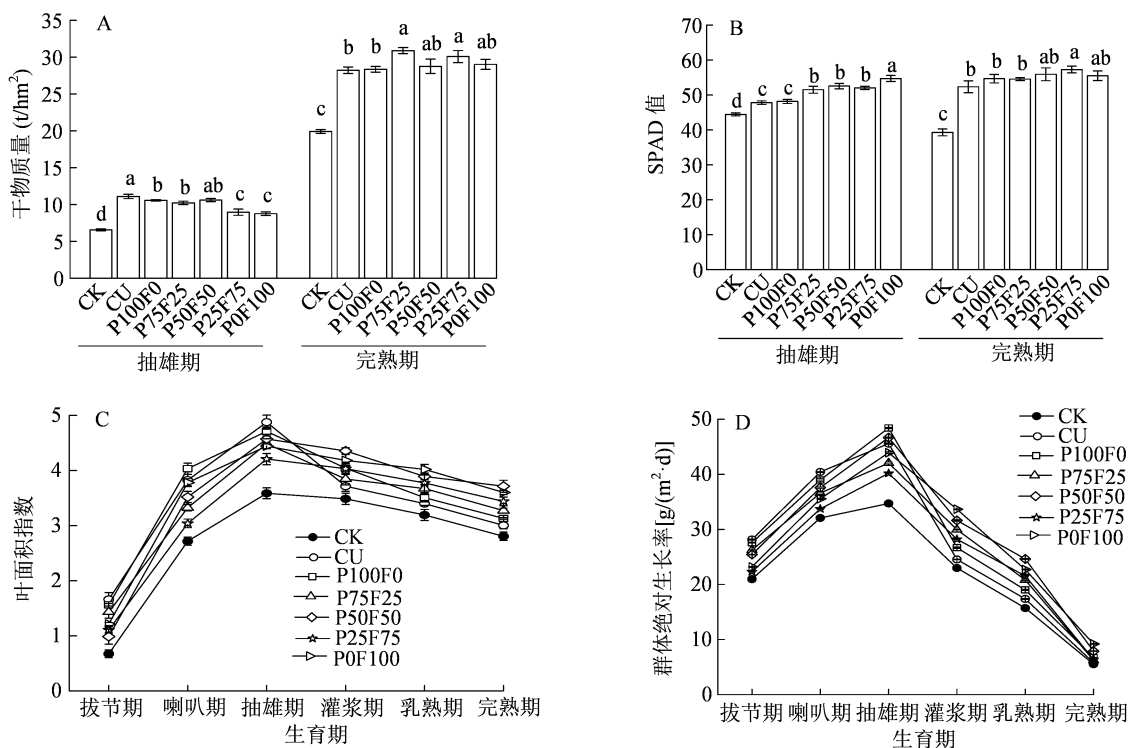 A
干物质量 (t/hm²)
35
30
25
20
15
10
5
0
d
a
b
b
ab
c
c
c
b
b
a
ab
a
ab
CK
CU
P100F0
P75F25
P50F50
P25F75
P0F100
CK
CU
P100F0
P75F25
P50F50
P25F75
P0F100
抽雄期
完熟期
B
SPAD 值
70
60
50
40
30
20
10
0
d
c
c
b
b
b
a
c
b
b
b
ab
a
ab
CK
CU
P100F0
P75F25
P50F50
P25F75
P0F100
CK
CU
P100F0
P75F25
P50F50
P25F75
P0F100
抽雄期
完熟期
C
叶面积指数
5
4
3
2
1
0
CK
CU
P100F0
P75F25
P50F50
P25F75
P0F100
拔节期 喇叭期 抽雄期 灌浆期 乳熟期 完熟期
生育期
D
群体绝对生长率[g/(m²·d)]
50
40
30
20
10
0
CK
CU
P100F0
P75F25
P50F50
P25F75
P0F100
拔节期 喇叭期 抽雄期 灌浆期 乳熟期 完熟期
生育期